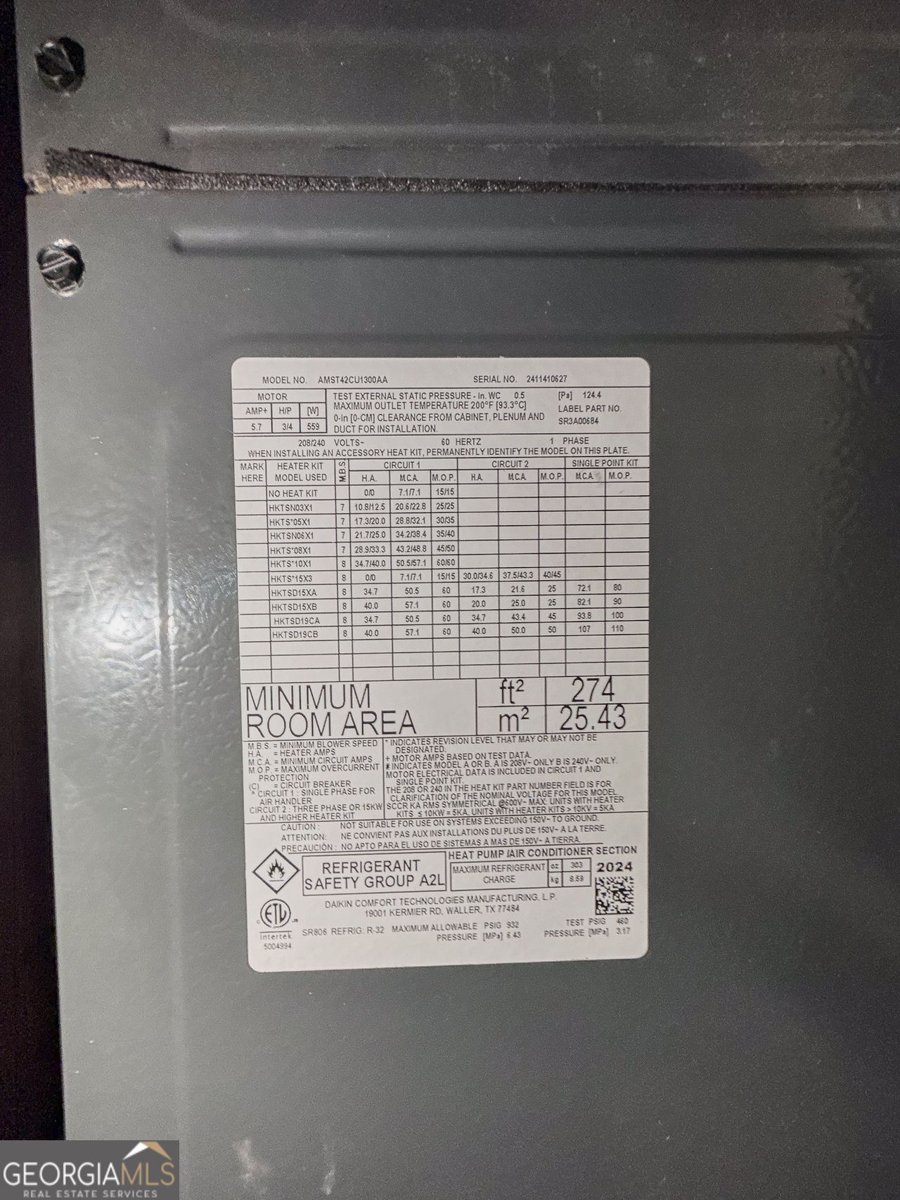 MODEL NO. AMST42CU1300AA SERIAL NO. 2411410627
MOTOR
AMP+ H/P [W]
5.7 3/4 559
TEST EXTERNAL STATIC PRESSURE - in. WC 0.5 [Pa] 124.4
MAXIMUM OUTLET TEMPERATURE 200°F [93.3°C]
0-in [0-CM] CLEARANCE FROM CABINET, PLENUM AND
DUCT FOR INSTALLATION.
LABEL PART NO.
SR3A00684
208/240 VOLTS~ 60 HERTZ 1 PHASE
WHEN INSTALLING AN ACCESSORY HEAT KIT, PERMANENTLY IDENTIFY THE MODEL ON THIS PLATE.
MARK HERE HEATER KIT MODEL USED M.B.S. CIRCUIT 1 CIRCUIT 2 SINGLE POINT KIT
H.A. M.C.A. M.O.P. H.A. M.C.A. M.O.P. M.C.A. M.O.P.
NO HEAT KIT 0/0 7.1/7.1 15/15
HKTSN03X1 7 10.8/12.5 20.6/22.8 25/25
HKTS*05X1 7 17.3/20.0 28.8/32.1 30/35
HKTSN06X1 7 21.7/25.0 34.2/38.4 35/40
HKTS*08X1 7 28.9/33.3 43.2/48.8 45/50
HKTS*10X1 8 34.7/40.0 50.5/57.1 60/60
HKTS*15X3 8 0/0 7.1/7.1 15/15 30.0/34.6 37.5/43.3 40/45
HKTSD15XA 8 34.7 50.5 60 17.3 21.6 25 72.1 80
HKTSD15XB 8 40.0 57.1 60 20.0 25.0 25 82.1 90
HKTSD19CA 8 34.7 50.5 60 34.7 43.4 45 93.8 100
HKTSD19CB 8 40.0 57.1 60 40.0 50.0 50 107 110
MINIMUM
ROOM AREA
ft² 274
m² 25.43
M.B.S. = MINIMUM BLOWER SPEED
H.A. = HEATER AMPS
M.C.A. = MINIMUM CIRCUIT AMPS
M.O.P. = MAXIMUM OVERCURRENT
PROTECTION
(C) = CIRCUIT BREAKER
* CIRCUIT 1: SINGLE PHASE FOR
AIR HANDLER
CIRCUIT 2: THREE PHASE OR 15KW
AND HIGHER HEATER KIT
* INDICATES REVISION LEVEL THAT MAY OR MAY NOT BE
DESIGNATED.
+ MOTOR AMPS BASED ON TEST DATA.
INDICATES MODEL A OR B. A IS 208V~ ONLY B IS 240V~ ONLY.
MOTOR ELECTRICAL DATA IS INCLUDED IN CIRCUIT 1 AND
SINGLE POINT KIT.
THE 208 OR 240 IN THE HEAT KIT PART NUMBER FIELD IS FOR
CLARIFICATION OF THE NOMINAL VOLTAGE FOR THIS MODEL.
SCCR KA RMS SYMMETRICAL @600V~ MAX: UNITS WITH HEATER
KITS ≤ 10KW = 5KA, UNITS WITH HEATER KITS > 10KV = 5KA
CAUTION: NOT SUITABLE FOR USE ON SYSTEMS EXCEEDING 150V~ TO GROUND.
ATTENTION: NE CONVIENT PAS AUX INSTALLATIONS DU PLUS DE 150V~ A LA TERRE.
PRECAUCIÓN: NO APTO PARA EL USO DE SISTEMAS A MAS DE 150V~ A TIERRA.
HEAT PUMP /AIR CONDITIONER SECTION
REFRIGERANT
SAFETY GROUP A2L
MAXIMUM REFRIGERANT CHARGE oz 303
kg 8.59
2024
DAIKIN COMFORT TECHNOLOGIES MANUFACTURING, L.P.
19001 KERMIER RD, WALLER, TX 77484
ETL
Intertek
5004994
SR806 REFRIG. R-32 MAXIMUM ALLOWABLE PSIG 932 TEST PSIG 460
PRESSURE [MPa] 6.43 PRESSURE [MPa] 3.17
GEORGIAMLS
REAL ESTATE SERVICES